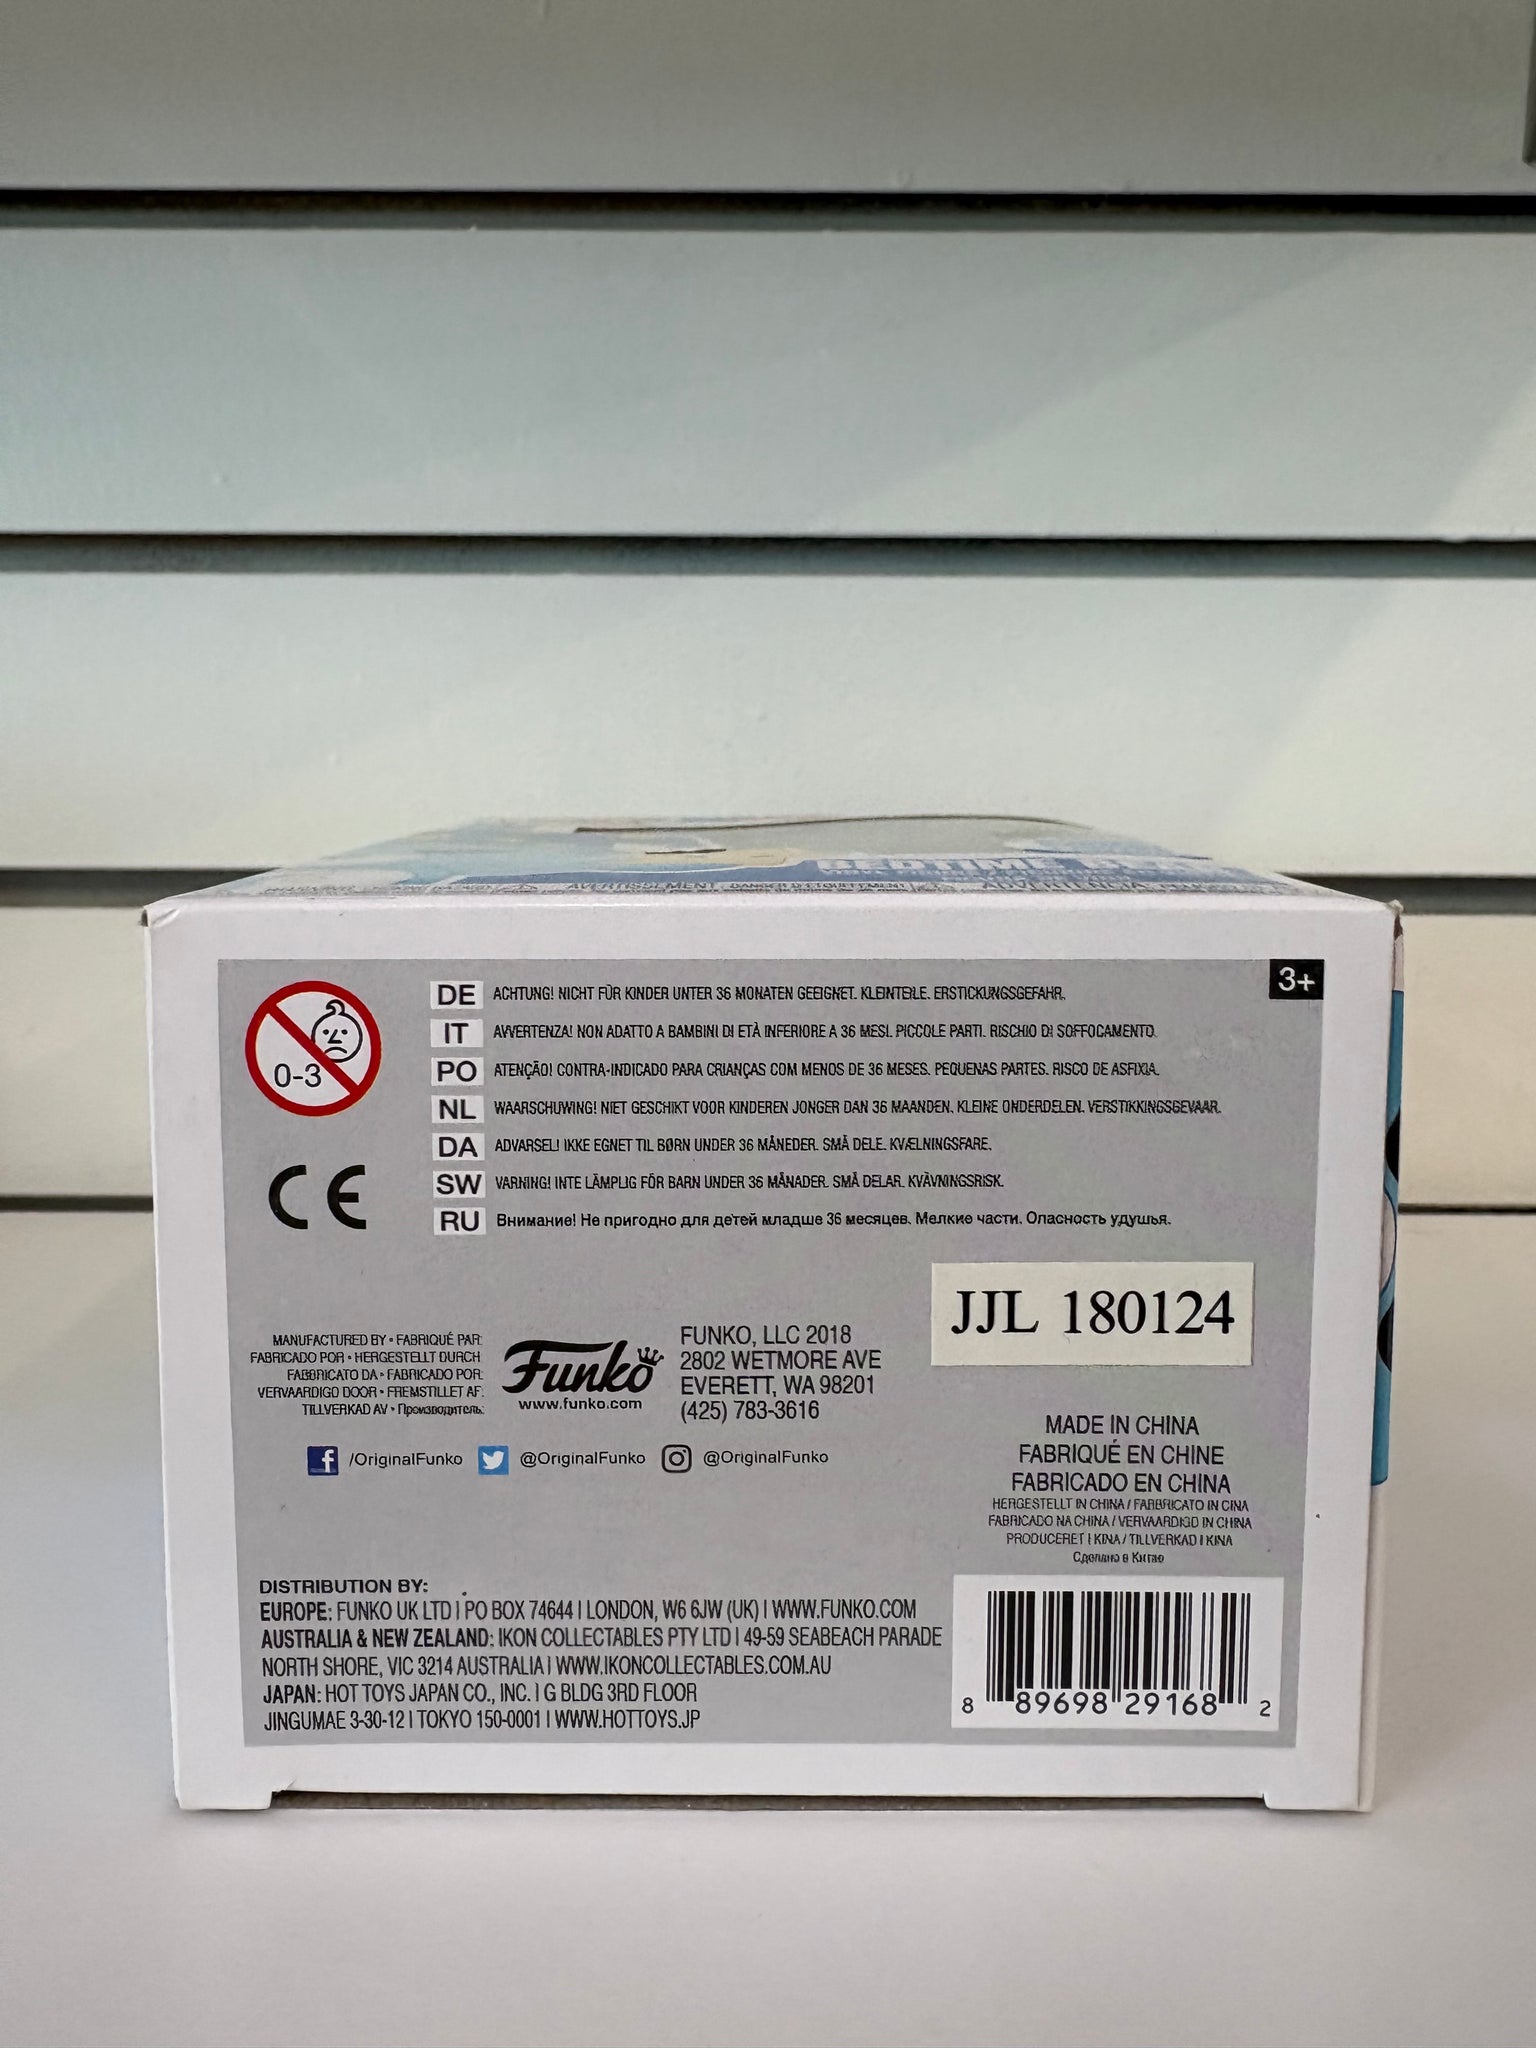 BEDTIME
AVERTISSEMENT
ADVERTENCIA
3+
0-3
DE ACHTUNG! NICHT FÜR KINDER UNTER 36 MONATEN GEEIGNET. KLEINTEILE. ERSTICKUNGSGEFAHR.
IT AVVERTENZA! NON ADATTO A BAMBINI DI ETÀ INFERIORE A 36 MESI. PICCOLE PARTI. RISCHIO DI SOFFOCAMENTO.
PO ATENÇÃO! CONTRA-INDICADO PARA CRIANÇAS COM MENOS DE 36 MESES. PEQUENAS PARTES. RISCO DE ASFIXIA.
NL WAARSCHUWING! NIET GESCHIKT VOOR KINDEREN JONGER DAN 36 MAANDEN. KLEINE ONDERDELEN. VERSTIKKINGSGEVAAR.
DA ADVARSEL! IKKE EGNET TIL BØRN UNDER 36 MÅNEDER. SMÅ DELE. KVÆLNINGSFARE.
SW VARNING! INTE LÄMPLIG FÖR BARN UNDER 36 MÅNADER. SMÅ DELAR. KVÄVNINGSRISK.
RU Внимание! Не пригодно для детей младше 36 месяцев. Мелкие части. Опасность удушья.
CE
JJL 180124
MANUFACTURED BY • FABRIQUÉ PAR:
FABRICADO POR • HERGESTELLT DURCH
FABBRICATO DA • FABRICADO POR:
VERVAARDIGD DOOR • FREMSTILLET AF:
TILLVERKAD AV • Производитель:
Funko
www.funko.com
FUNKO, LLC 2018
2802 WETMORE AVE
EVERETT, WA 98201
(425) 783-3616
/OriginalFunko @OriginalFunko @OriginalFunko
MADE IN CHINA
FABRIQUÉ EN CHINE
FABRICADO EN CHINA
HERGESTELLT IN CHINA / FABBRICATO IN CINA
FABRICADO NA CHINA / VERVAARDIGD IN CHINA
PRODUCERET I KINA / TILLVERKAD I KINA
Сделано в Китае
DISTRIBUTION BY:
EUROPE: FUNKO UK LTD | PO BOX 74644 | LONDON, W6 6JW (UK) | WWW.FUNKO.COM
AUSTRALIA & NEW ZEALAND: IKON COLLECTABLES PTY LTD | 49-59 SEABEACH PARADE
NORTH SHORE, VIC 3214 AUSTRALIA | WWW.IKONCOLLECTABLES.COM.AU
JAPAN: HOT TOYS JAPAN CO., INC. | G BLDG 3RD FLOOR
JINGUMAE 3-30-12 | TOKYO 150-0001 | WWW.HOTTOYS.JP
8 89698 29168 2